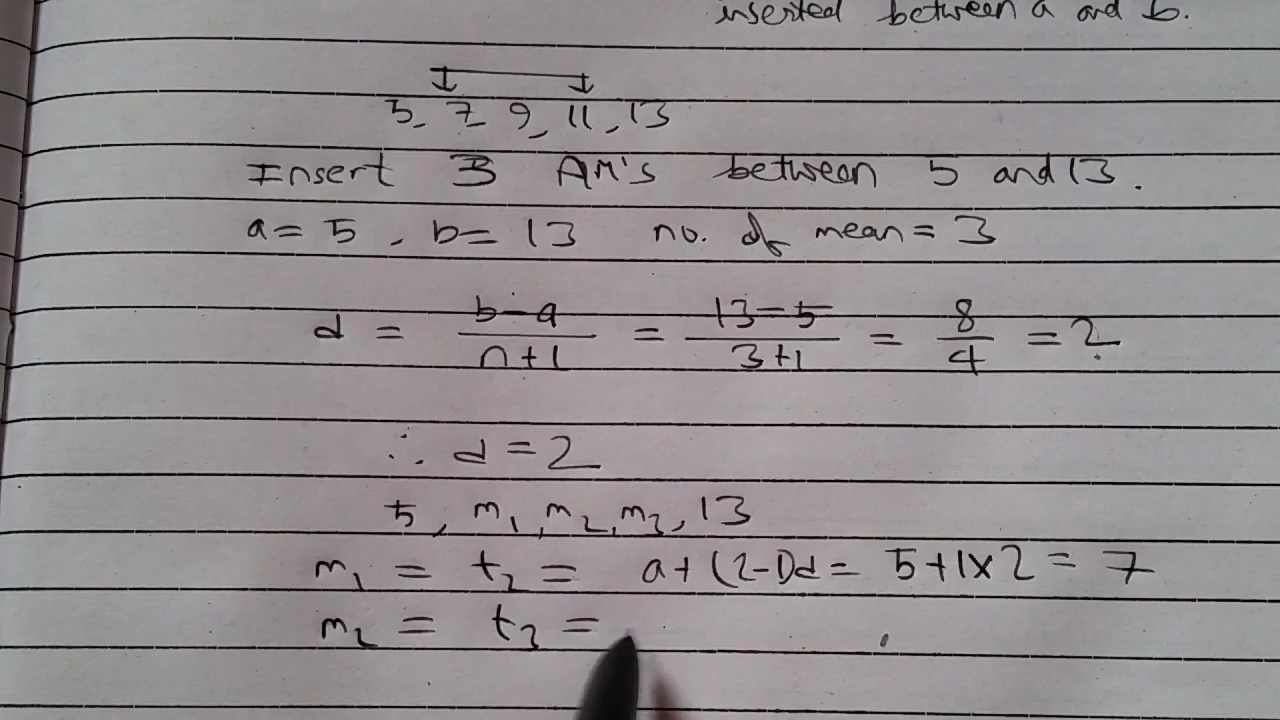 inserted between a and b.
5, 7 9, 11, 13
Insert 3 AM's between 5 and 13.
a = 5, b = 13 no. of mean = 3
d = b-a/n+1 = 13-5/3+1 = 8/4 = 2.
∴ d = 2
5, m₁, m₂, m₃, 13
m₁ = t₂ = a+(2-1)d = 5+1×2 = 7
m₂ = t₃ =